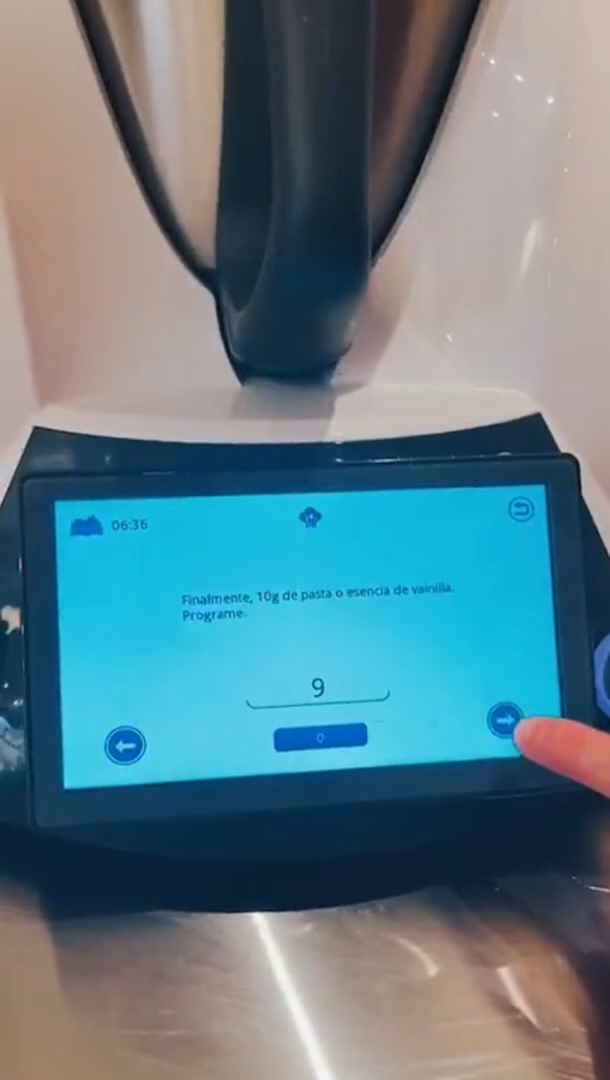 06:36
Finalmente, 10g de pasta o esencia de vainilla.
Programe.
9
0